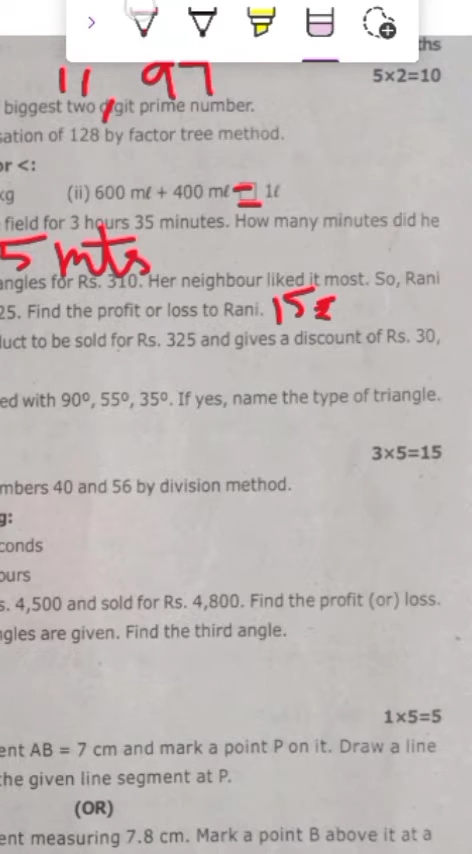 ths
5×2=10
11, 97
biggest two digit prime number.
sation of 128 by factor tree method.
or <:
kg (ii) 600 mℓ + 400 mℓ = 1ℓ
field for 3 hours 35 minutes. How many minutes did he
5 mts
angles for Rs. 310. Her neighbour liked it most. So, Rani
25. Find the profit or loss to Rani. 15
duct to be sold for Rs. 325 and gives a discount of Rs. 30,
ed with 90º, 55º, 35º. If yes, name the type of triangle.
3×5=15
mbers 40 and 56 by division method.
g:
conds
ours
s. 4,500 and sold for Rs. 4,800. Find the profit (or) loss.
ngles are given. Find the third angle.
1×5=5
ent AB = 7 cm and mark a point P on it. Draw a line
the given line segment at P.
(OR)
ent measuring 7.8 cm. Mark a point B above it at a